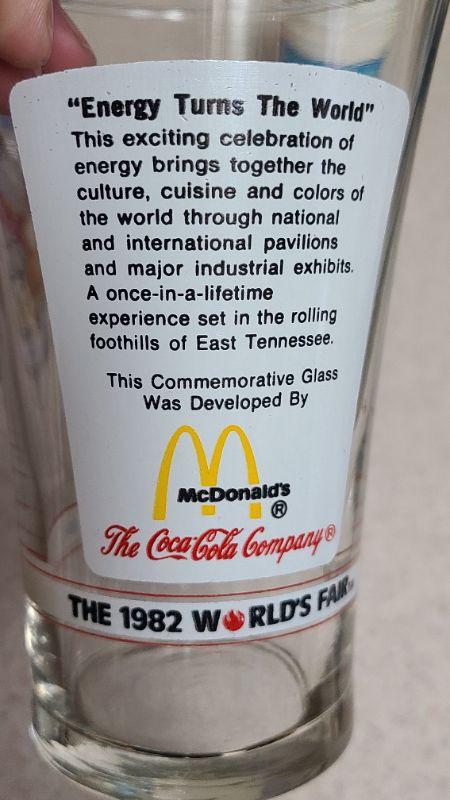 "Energy Turns The World"
This exciting celebration of
energy brings together the
culture, cuisine and colors of
the world through national
and international pavilions
and major industrial exhibits.
A once-in-a-lifetime
experience set in the rolling
foothills of East Tennessee.
This Commemorative Glass
Was Developed By
McDonald's
®
The Coca-Cola Company®
THE 1982 WORLD'S FAIR